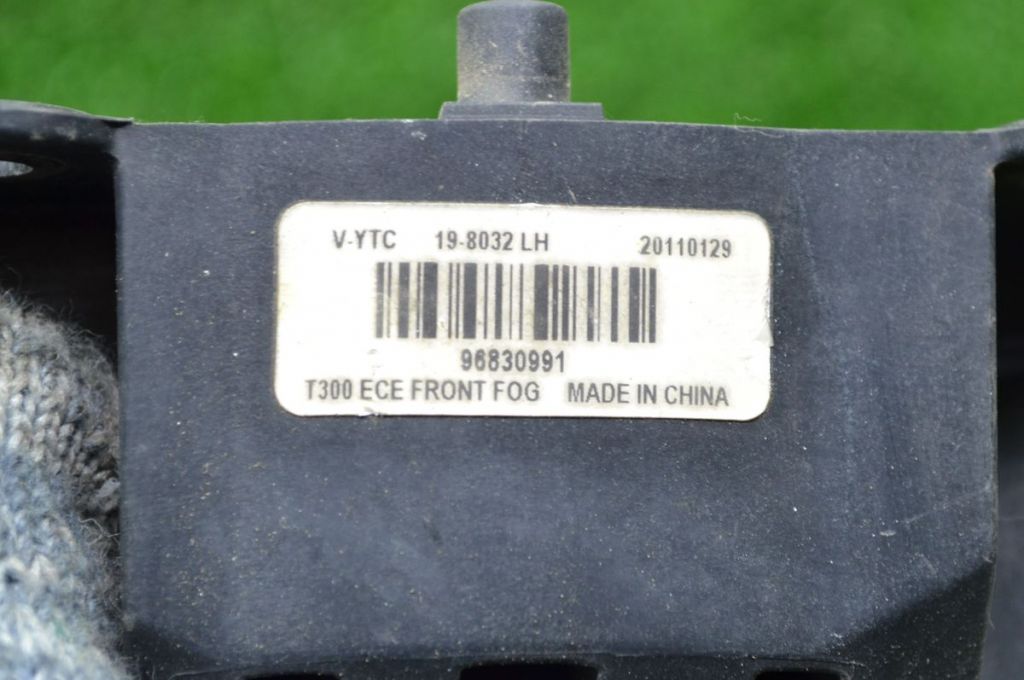 V-YTC 19-8032 LH 20110129
96830991
T300 ECE FRONT FOG MADE IN CHINA